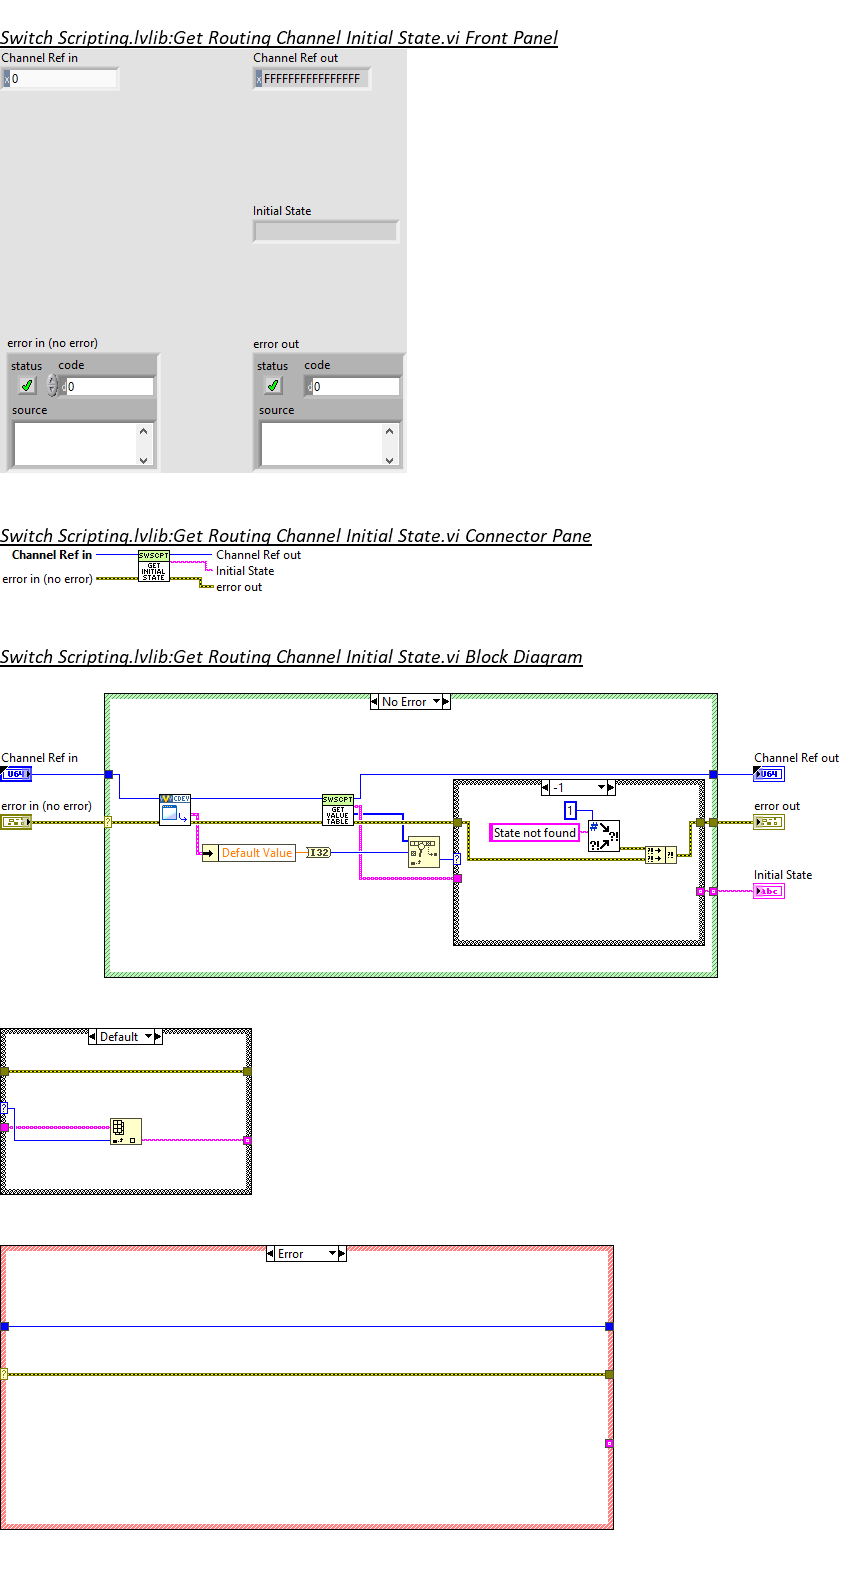 Switch Scripting.lvlib:Get Routing Channel Initial State.vi Front Panel
Channel Ref in
Channel Ref out
x 0
x FFFFFFFFFFFFFFFF
Initial State
error in (no error)
error out
status code
status code
d 0
d 0
source
source
Switch Scripting.lvlib:Get Routing Channel Initial State.vi Connector Pane
Channel Ref in
SWSCPT
GET
INITIAL
STATE
Channel Ref out
Initial State
error in (no error)
error out
Switch Scripting.lvlib:Get Routing Channel Initial State.vi Block Diagram
No Error
Channel Ref in
Channel Ref out
U64
U64
-1
error in (no error)
error out
CDEV
SWSCPT
GET
VALUE
TABLE
1
State not found
#
?!
?!
Default Value
I32
?
?
?!
?!
?!
Initial State
abc
Default
?
Error
?